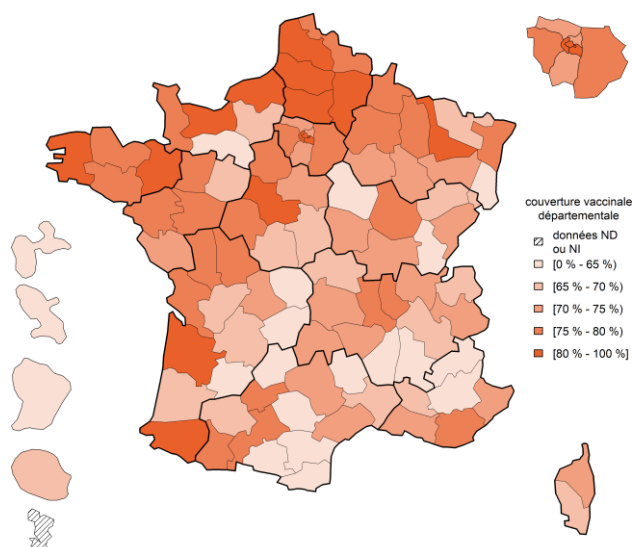 couverture vaccinale
départementale
données ND
ou NI
[0 % - 65 %)
[65 % - 70 %)
[70 % - 75 %)
[75 % - 80 %)
[80 % - 100 %]